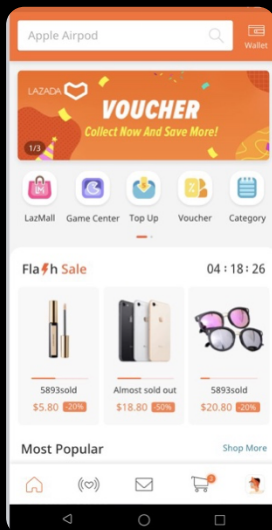 Apple Airpod
Wallet
LAZADA
VOUCHER
Collect Now And Save More!
1/3
LazMall
Game Center
Top Up
Voucher
Category
Flash Sale
04 : 18 : 26
5893sold
Almost sold out
5893sold
$5.80 -20%
$18.80 -50%
$20.80 -20%
Most Popular
Shop More